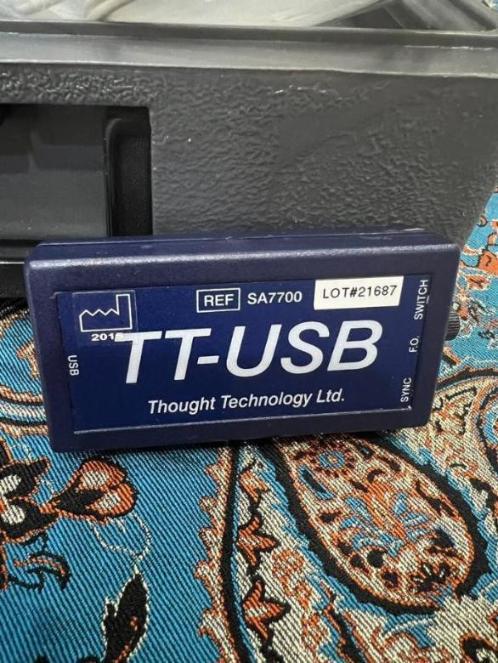 REF SA7700 LOT#21687
TT-USB
Thought Technology Ltd.
USB
SYNC F.O. SWITCH